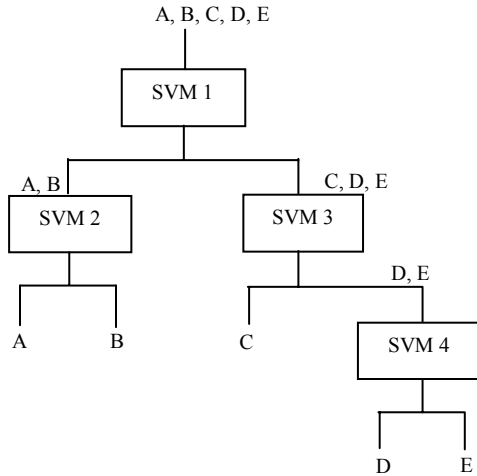 A, B, C, D, E
SVM 1
A, B
C, D, E
SVM 2
SVM 3
D, E
A
B
C
SVM 4
D
E